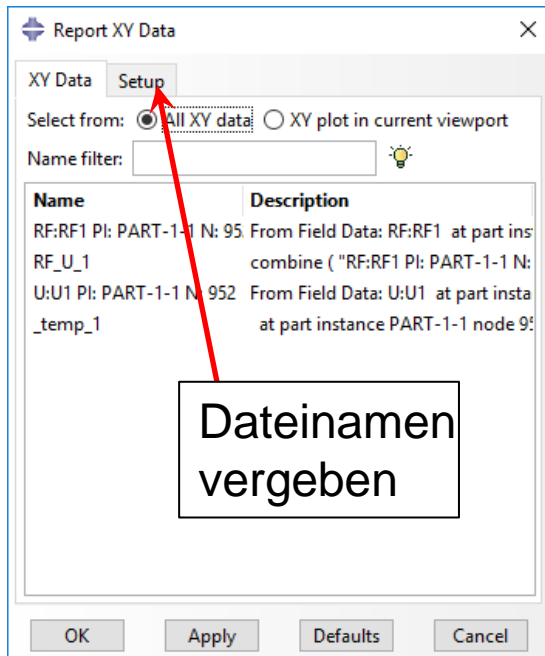 Report XY Data
XY Data Setup
Select from: All XY data XY plot in current viewport
Name filter:
Name Description
RF:RF1 PI: PART-1-1 N: 95 From Field Data: RF:RF1 at part ins
RF_U_1 combine ( "RF:RF1 PI: PART-1-1 N:
U:U1 PI: PART-1-1 N: 952 From Field Data: U:U1 at part insta
_temp_1 at part instance PART-1-1 node 95
Dateinamen
vergeben
OK Apply Defaults Cancel